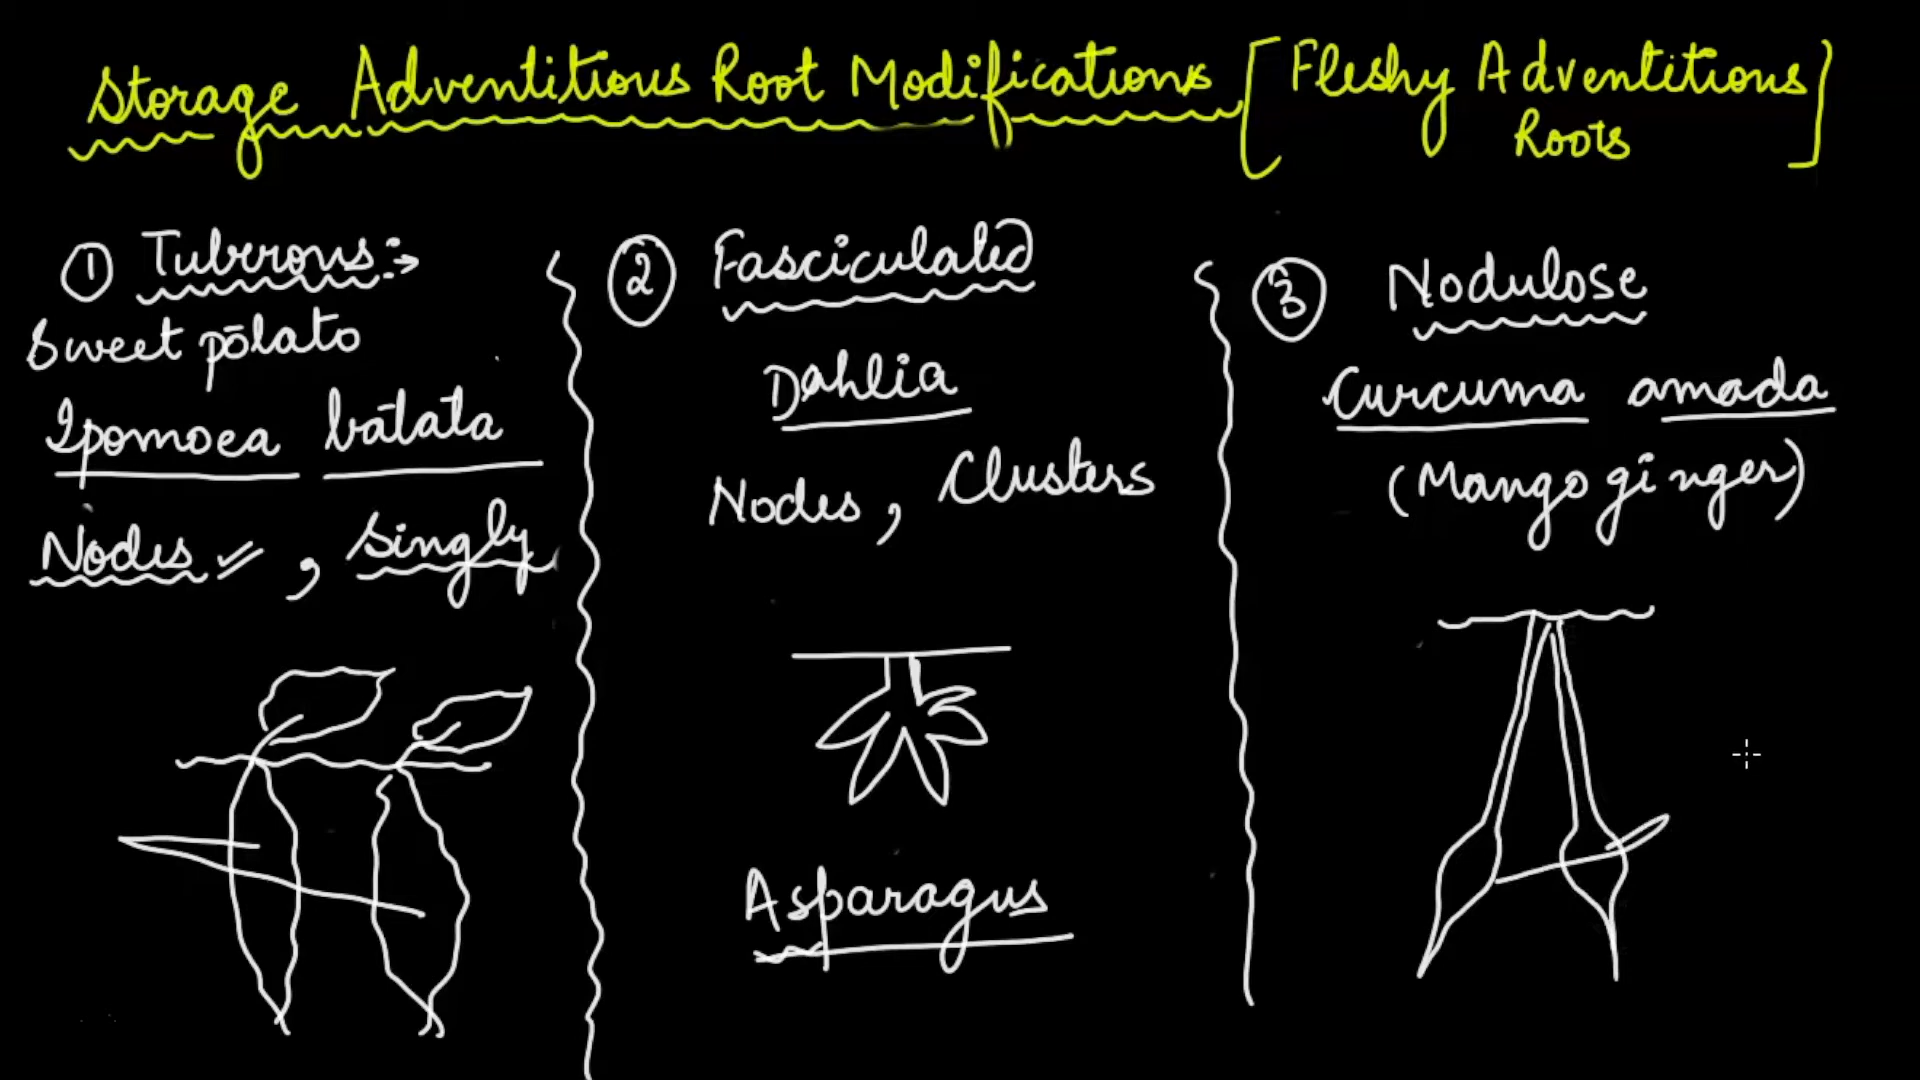 Storage Adventitious Root Modifications [Fleshy Adventitious Roots]
① Tuberous:→
Sweet potato
Ipomoea batata
Nodes, Singly
② Fasciculated
Dahlia
Nodes, Clusters
Asparagus
③ Nodulose
Curcuma amada
(Mango ginger)